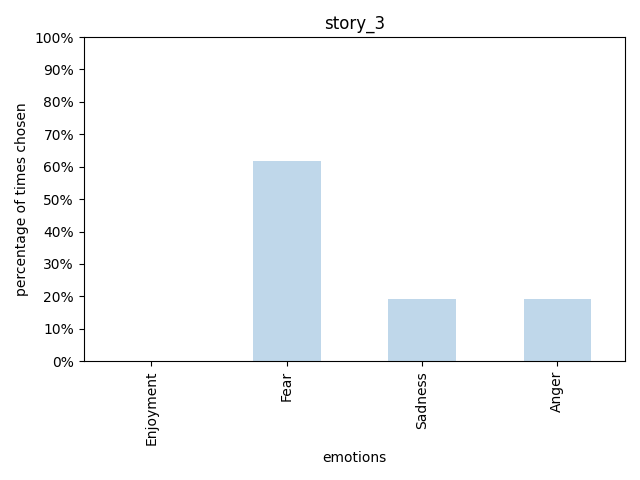 story_3
percentage of times chosen
100%
90%
80%
70%
60%
50%
40%
30%
20%
10%
0%
Enjoyment
Fear
Sadness
Anger
emotions